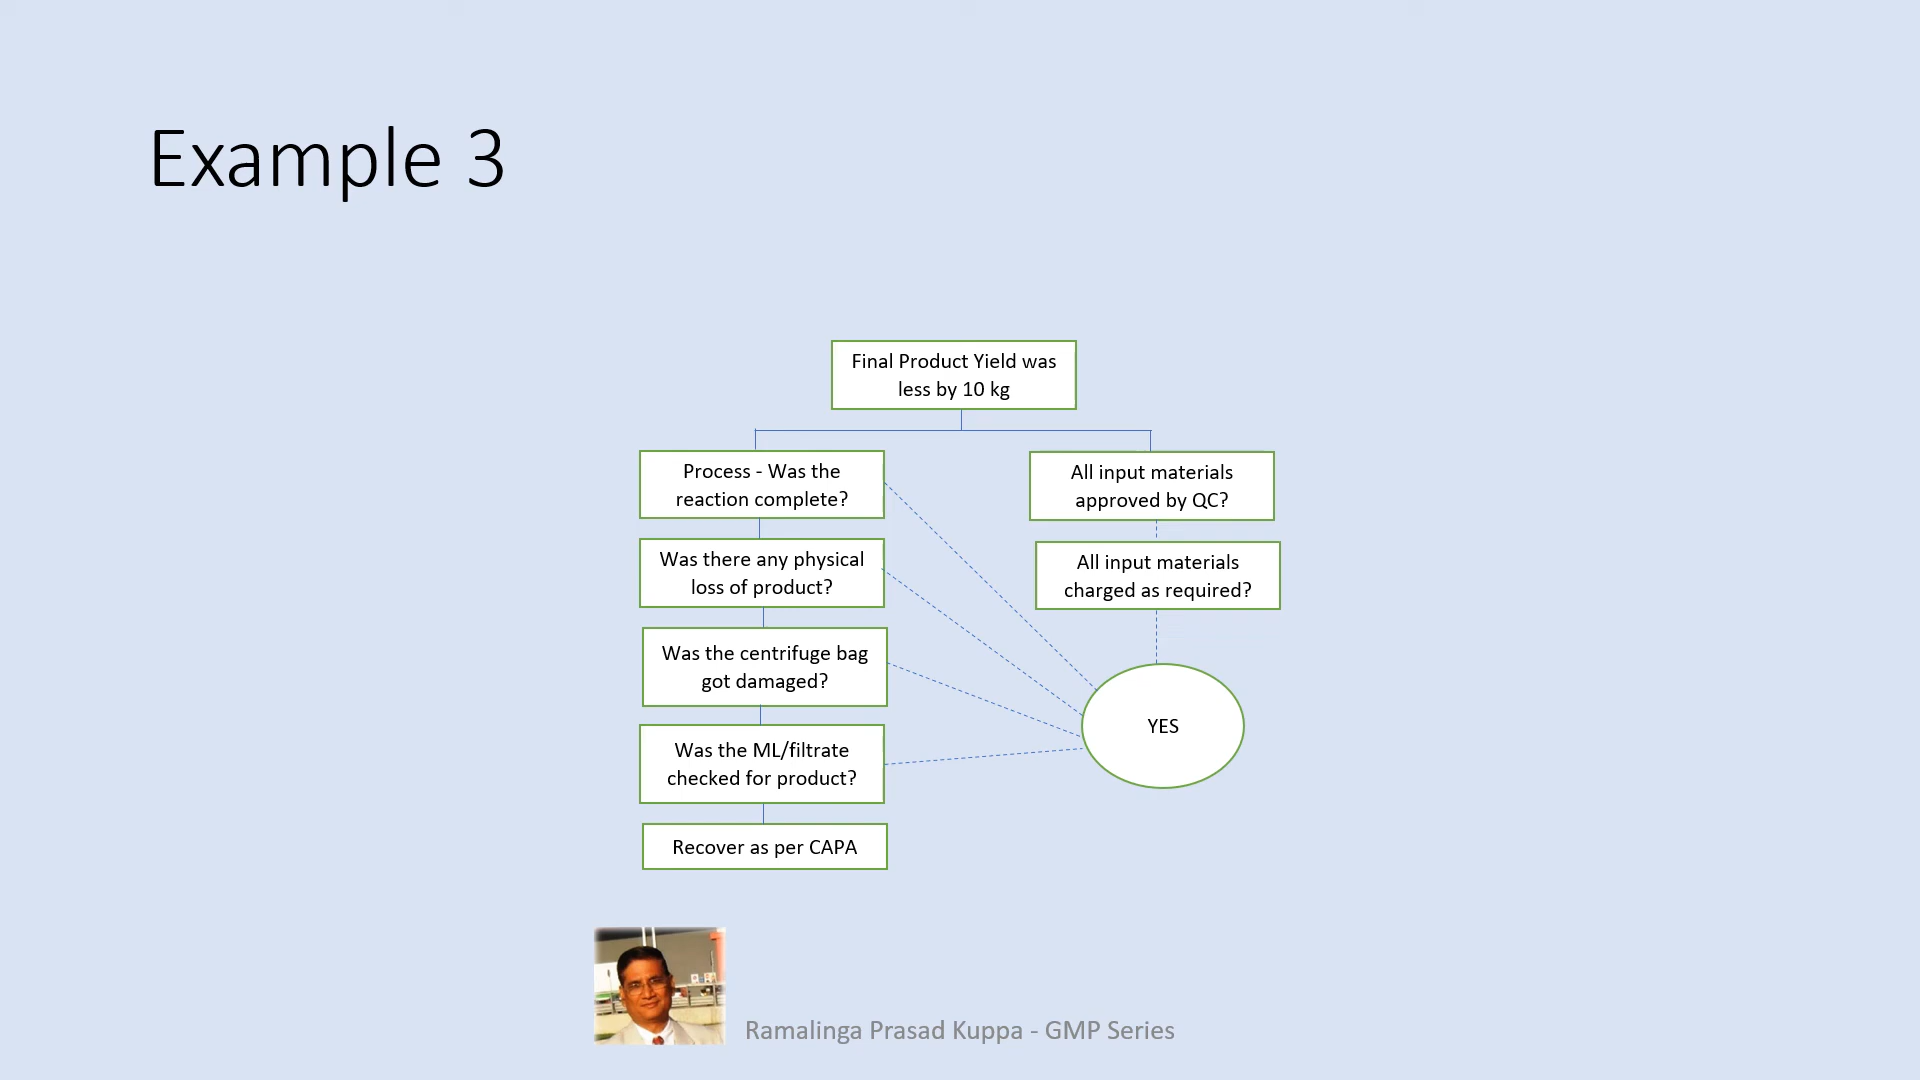 Example 3
Final Product Yield was
less by 10 kg
Process - Was the
reaction complete?
Was there any physical
loss of product?
Was the centrifuge bag
got damaged?
Was the ML/filtrate
checked for product?
Recover as per CAPA
All input materials
approved by QC?
All input materials
charged as required?
YES
Ramalinga Prasad Kuppa - GMP Series